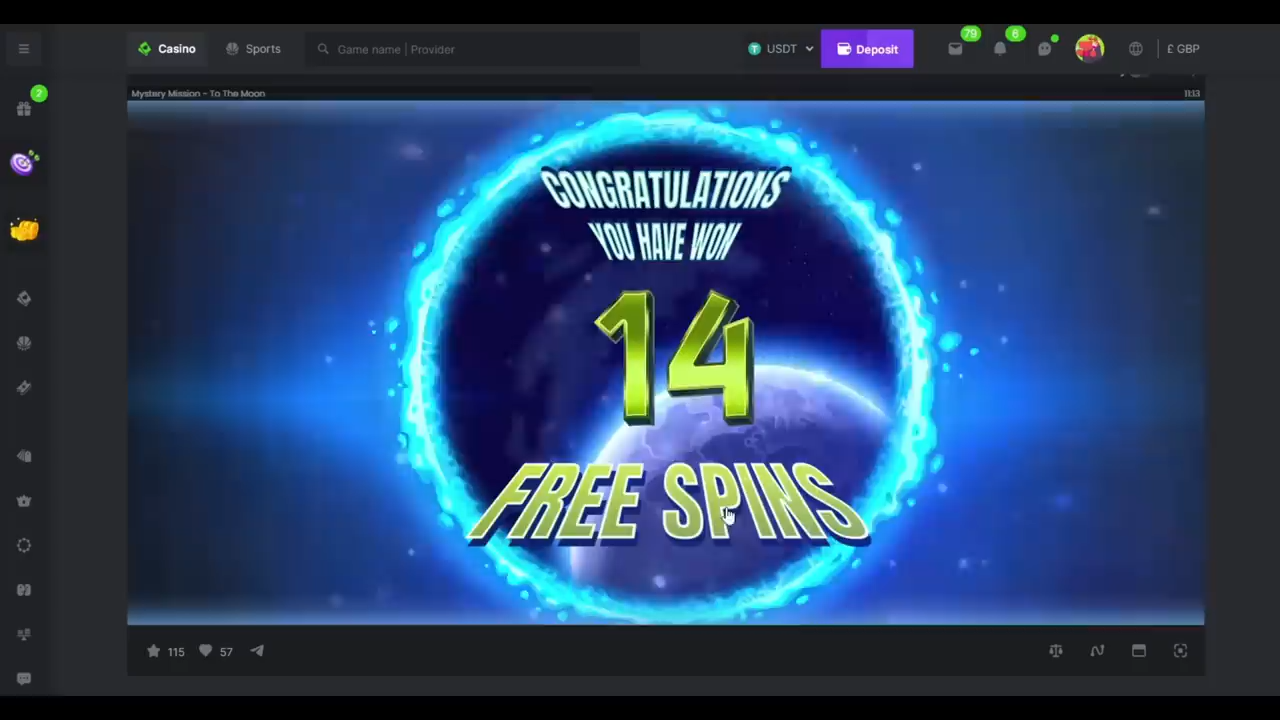 79
6
Casino
Sports
Game name | Provider
USDT
Deposit
£ GBP
2
Mystery Mission - To The Moon
11:13
CONGRATULATIONS
YOU HAVE WON
14
FREE SPINS
115
57